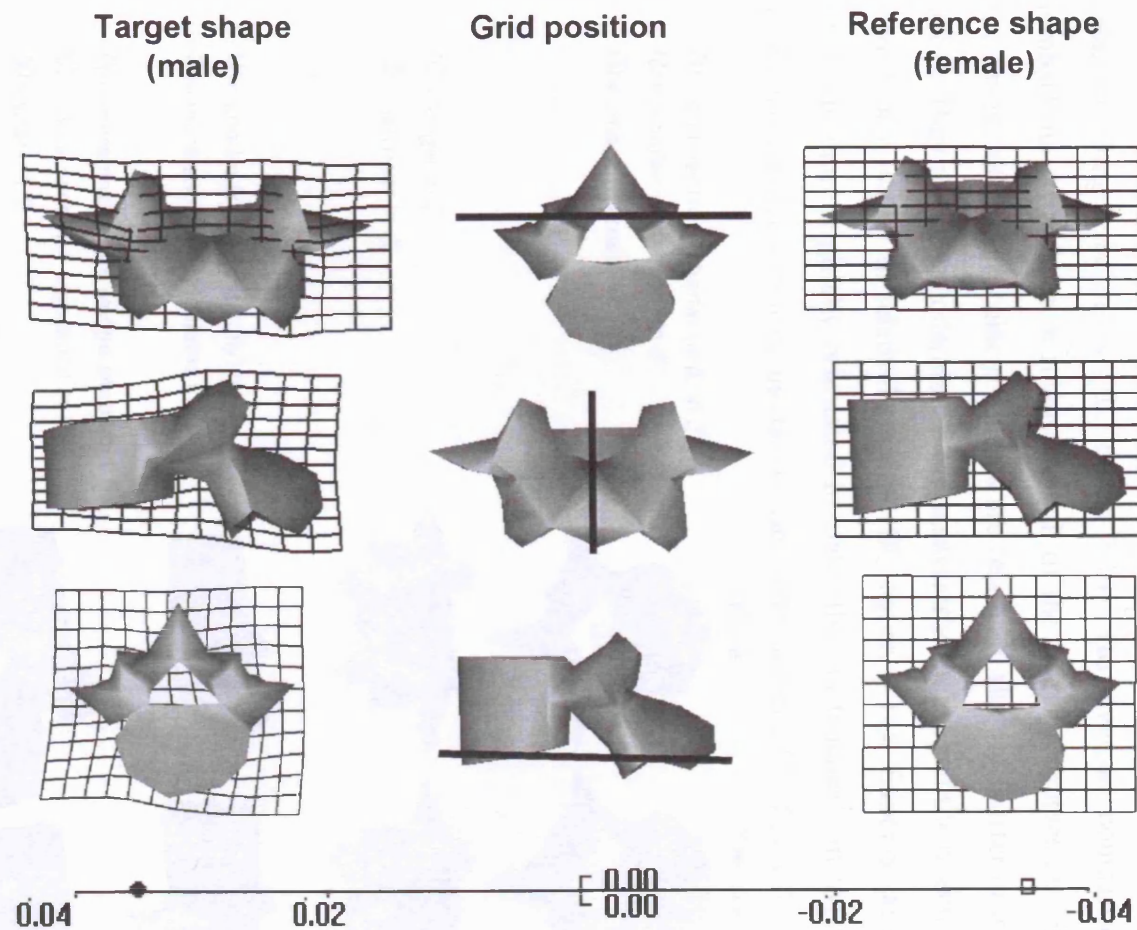 Target shape
(male)
Grid position
Reference shape
(female)
0.04
0.02
0.00
0.00
-0.02
-0.04